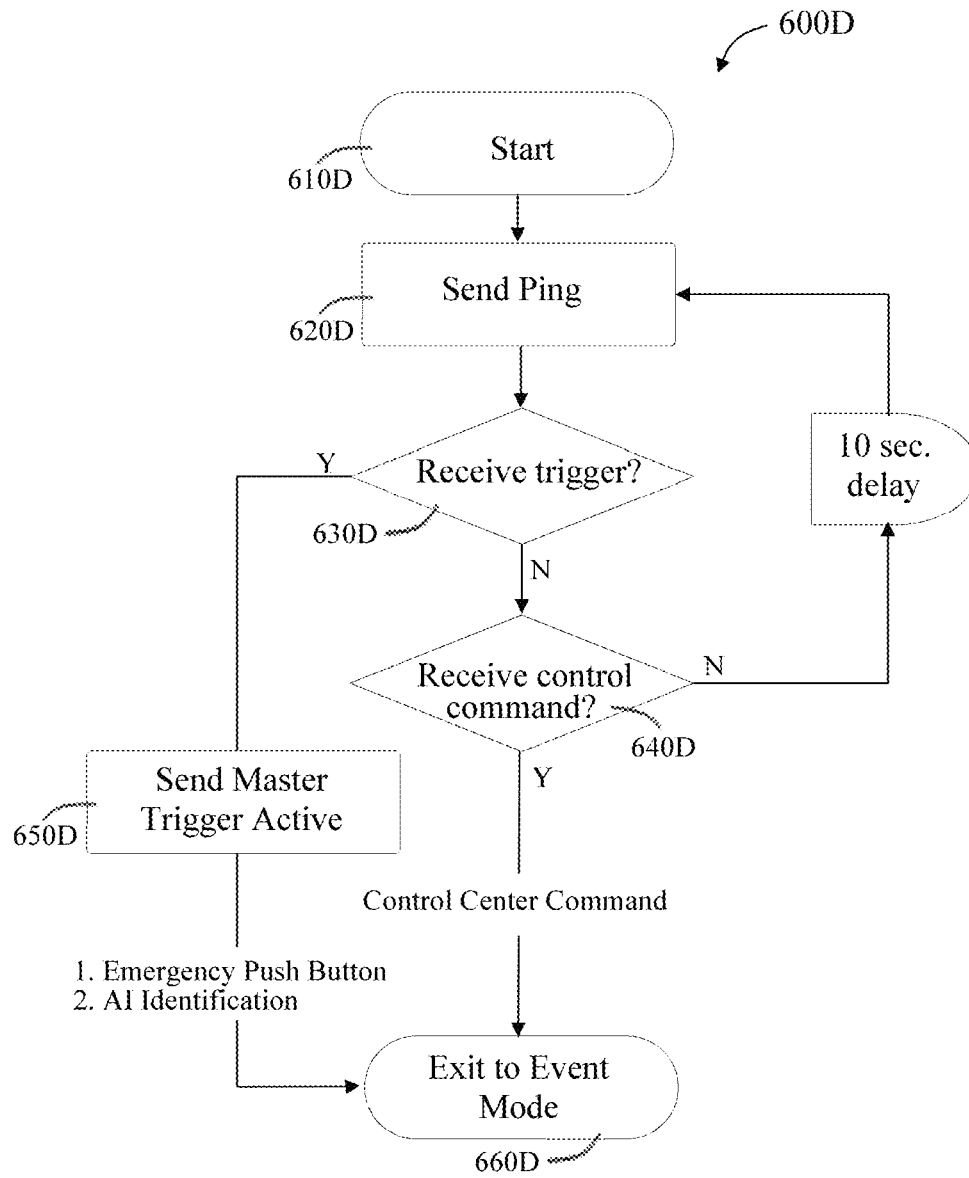 600D
Start
610D
Send Ping
620D
10 sec.
delay
Y
Receive trigger?
630D
N
Receive control
command?
N
640D
Y
Send Master
Trigger Active
650D
Control Center Command
1. Emergency Push Button
2. AI Identification
Exit to Event
Mode
660D